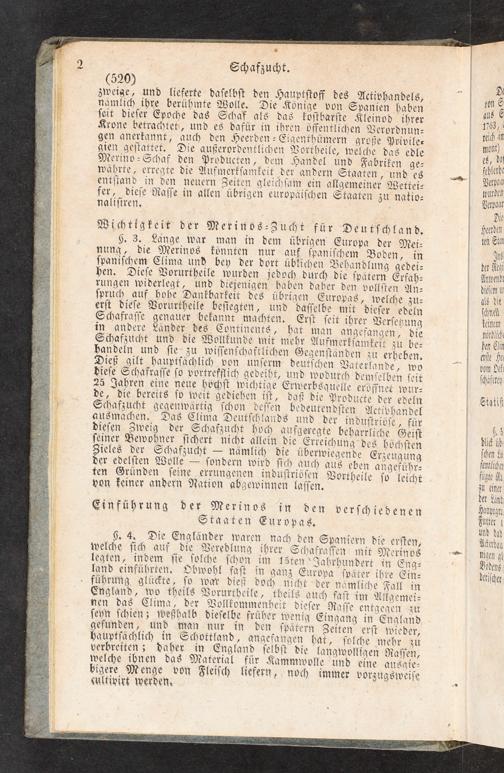 2
Schafzucht.
(520)
zweige, und lieferte daselbst den Hauptstoff des Activhandels,
nämlich ihre berühmte Wolle. Die Könige von Spanien haben
seit dieser Epoche das Schaf als das kostbarste Kleinod ihrer
Krone betrachtet, und es dafür in ihren öffentlichen Verordnun-
gen anerkannt, auch den Heerden-Eigenthümern große Privile-
gien gestattet. Die außerordentlichen Vortheile, welche das edle
Merino-Schaf den Producten, dem Handel und Fabriken ge-
währte, erregte die Aufmerksamkeit der andern Staaten, und es
entstand in den neuern Zeiten gleichsam ein allgemeiner Wettei-
fer, diese Rasse in allen übrigen europäischen Staaten zu natio-
nalisiren.
Wichtigkeit der Merinos-Zucht für Deutschland.
§. 3. Lange war man in dem übrigen Europa der Mei-
nung, die Merinos könnten nur auf spanischem Boden, in
spanischem Clima und bey der dort üblichen Behandlung gedei-
hen. Diese Vorurtheile wurden jedoch durch die spätern Erfah-
rungen widerlegt, und diejenigen haben daher den vollsten An-
spruch auf hohe Dankbarkeit des übrigen Europas, welche zu-
erst diese Vorurtheile besiegten, und dasselbe mit dieser edeln
Schafrasse genauer bekannt machten. Erst seit ihrer Versetzung
in andere Länder des Continents, hat man angefangen, die
Schafzucht und die Wollkunde mit mehr Aufmerksamkeit zu be-
handeln und sie zu wissenschaftlichen Gegenständen zu erheben.
Dieß gilt hauptsächlich von unserm deutschen Vaterlande, wo
diese Schafrasse so vortrefflich gedeiht, und wodurch demselben seit
25 Jahren eine neue höchst wichtige Erwerbsquelle eröffnet wur-
de, die bereits so weit gediehen ist, daß die Producte der edeln
Schafzucht gegenwärtig schon dessen bedeutendsten Activhandel
ausmachen. Das Clima Deutschlands und der industriöse, für
diesen Zweig der Schafzucht hoch aufgeregte beharrliche Geist
seiner Bewohner sichert nicht allein die Erreichung des höchsten
Zieles der Schafzucht — nämlich die überwiegende Erzeugung
der edelsten Wolle — sondern wird sich auch aus eben angeführ-
ten Gründen seine errungenen industriösen Vortheile so leicht
von keiner andern Nation abgewinnen lassen.
Einführung der Merinos in den verschiedenen
Staaten Europas.
§. 4. Die Engländer waren nach den Spaniern die ersten,
welche sich auf die Veredlung ihrer Schafrassen mit Merinos
legten, indem sie solche schon im 15ten Jahrhundert in Eng-
land einführten. Obwohl fast in ganz Europa später ihre Ein-
führung glückte, so war dieß doch nicht der nämliche Fall in
England, wo theils Vorurtheile, theils auch fast im Allgemei-
nen das Clima, der Vollkommenheit dieser Rasse entgegen zu
seyn schien; weßhalb dieselbe früher wenig Eingang in England
gefunden, und man nur in den spätern Zeiten erst wieder,
hauptsächlich in Schottland, angefangen hat, solche mehr zu
verbreiten; daher in England selbst die langwolligen Rassen,
welche ihnen das Material für Kammwolle und eine ausgie-
bigere Menge von Fleisch liefern, noch immer vorzugsweise
cultivirt werden.